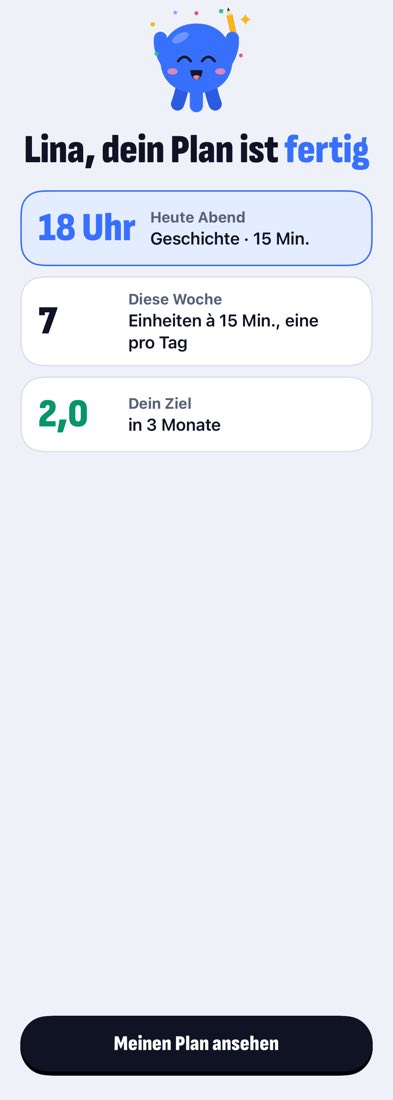 Lina, dein Plan ist fertig
18 Uhr
Heute Abend
Geschichte · 15 Min.
7
Diese Woche
Einheiten à 15 Min., eine
pro Tag
2,0
Dein Ziel
in 3 Monate
Meinen Plan ansehen